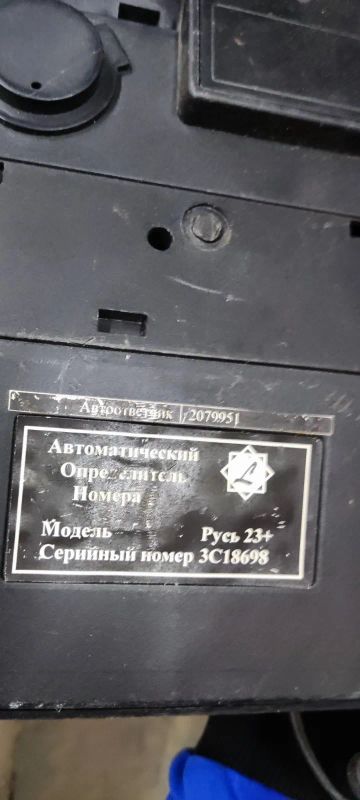 Автоответчик 2079951
Автоматический
Определитель
Номера
L
Модель Русь 23+
Серийный номер 3С18698